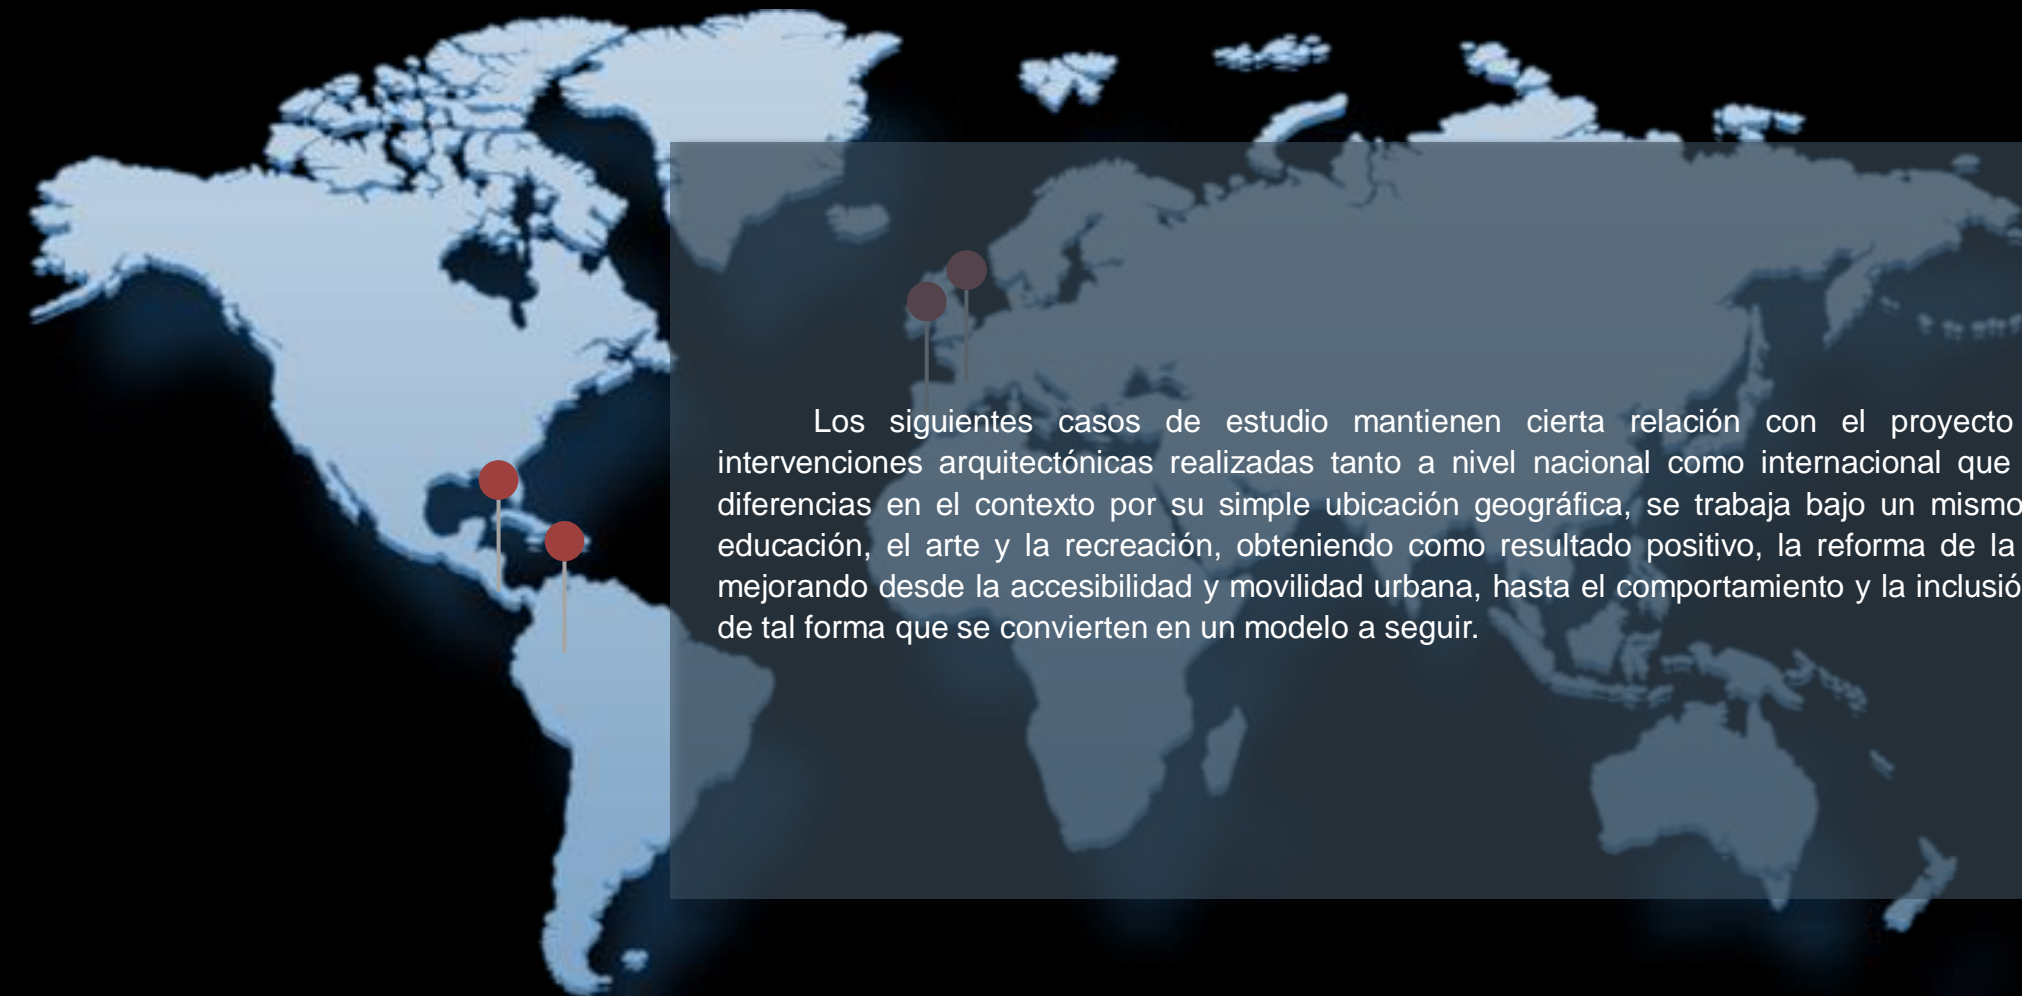 Los siguientes casos de estudio mantienen cierta relación con el proyecto
intervenciones arquitectónicas realizadas tanto a nivel nacional como internacional que
diferencias en el contexto por su simple ubicación geográfica, se trabaja bajo un mismo
educación, el arte y la recreación, obteniendo como resultado positivo, la reforma de la
mejorando desde la accesibilidad y movilidad urbana, hasta el comportamiento y la inclusió
de tal forma que se convierten en un modelo a seguir.